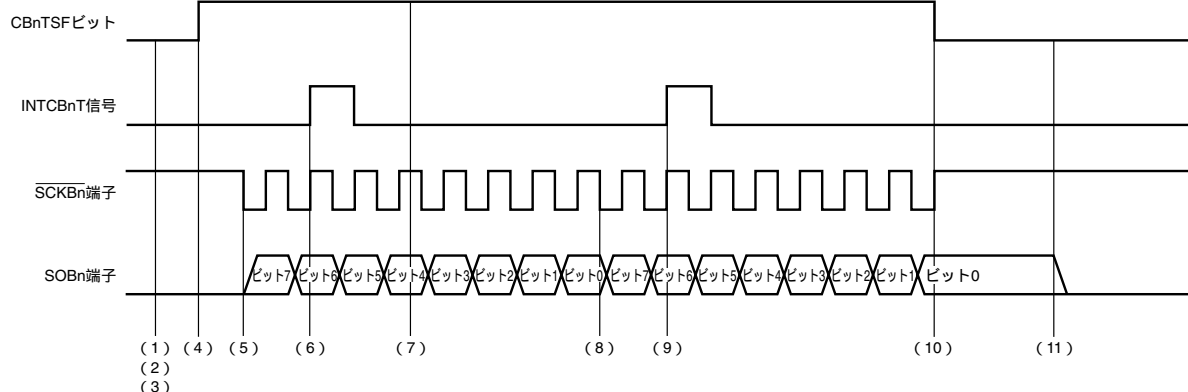 CBnTSFビット
INTCBnT信号
SCKBn端子
SOBn端子
ビット7 ビット6 ビット5 ビット4 ビット3 ビット2 ビット1 ビット0 ビット7 ビット6 ビット5 ビット4 ビット3 ビット2 ビット1 ビット0
(1) (4) (5) (6) (7) (8) (9) (10) (11)
(2)
(3)